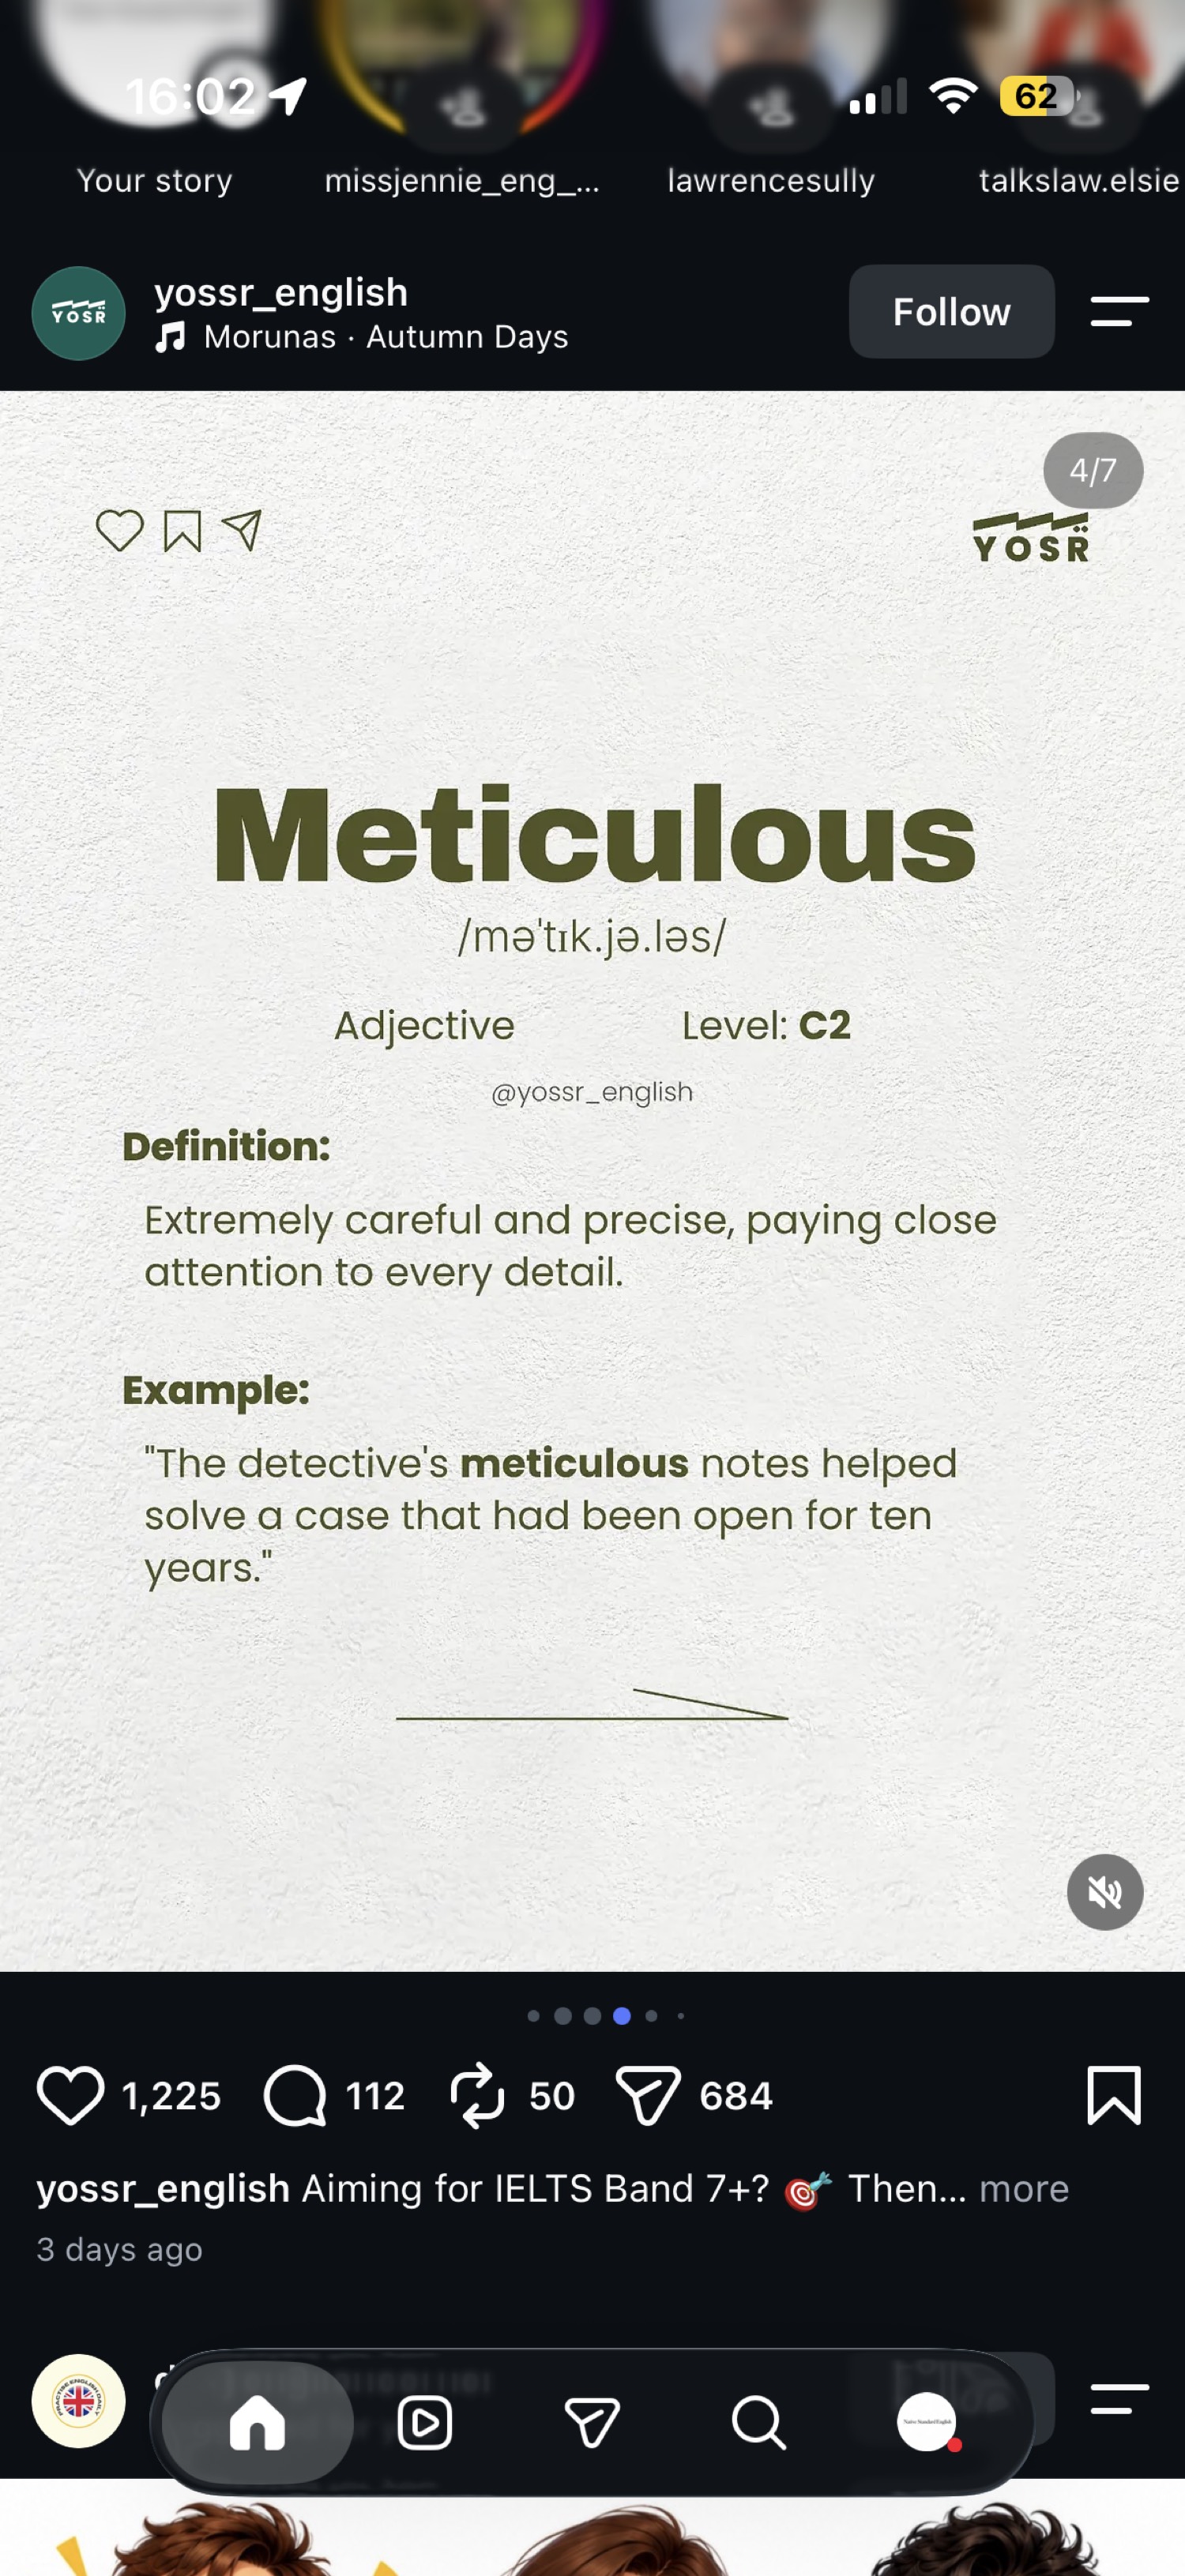 16:02
62
Your story
missjennie_eng_...
lawrencesully
talkslaw.elsie
YOSR
yossr_english
Morunas · Autumn Days
Follow
4/7
YOSR
Meticulous
/məˈtɪk.jə.ləs/
Adjective
Level: C2
@yossr_english
Definition:
Extremely careful and precise, paying close
attention to every detail.
Example:
"The detective's meticulous notes helped
solve a case that had been open for ten
years."
1,225
112
50
684
yossr_english Aiming for IELTS Band 7+? 🎯 Then... more
3 days ago